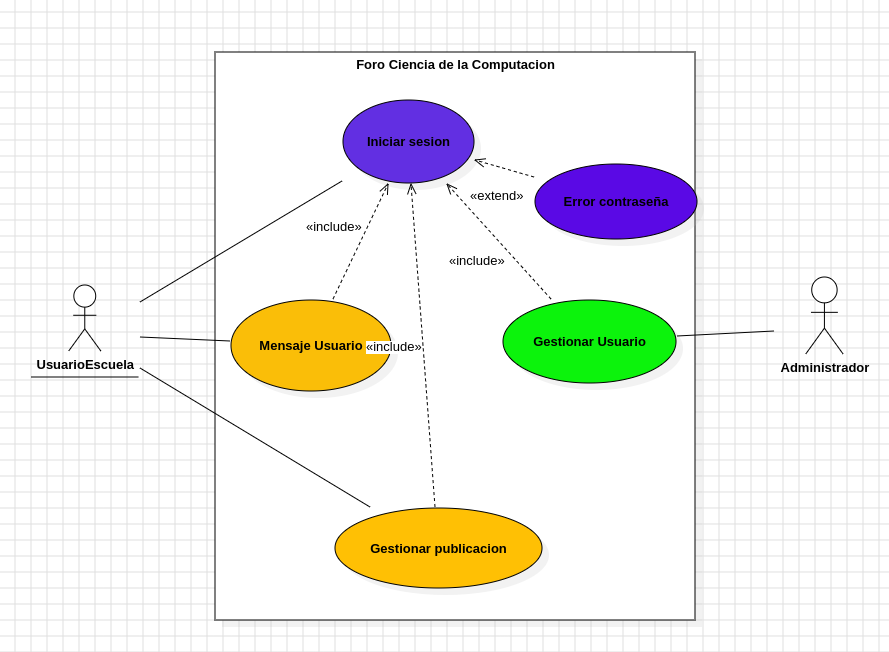 Foro Ciencia de la Computacion
Iniciar sesion
«extend»
Error contraseña
«include»
«include»
Mensaje Usuario
«include»
Gestionar Usuario
UsuarioEscuela
Administrador
Gestionar publicacion